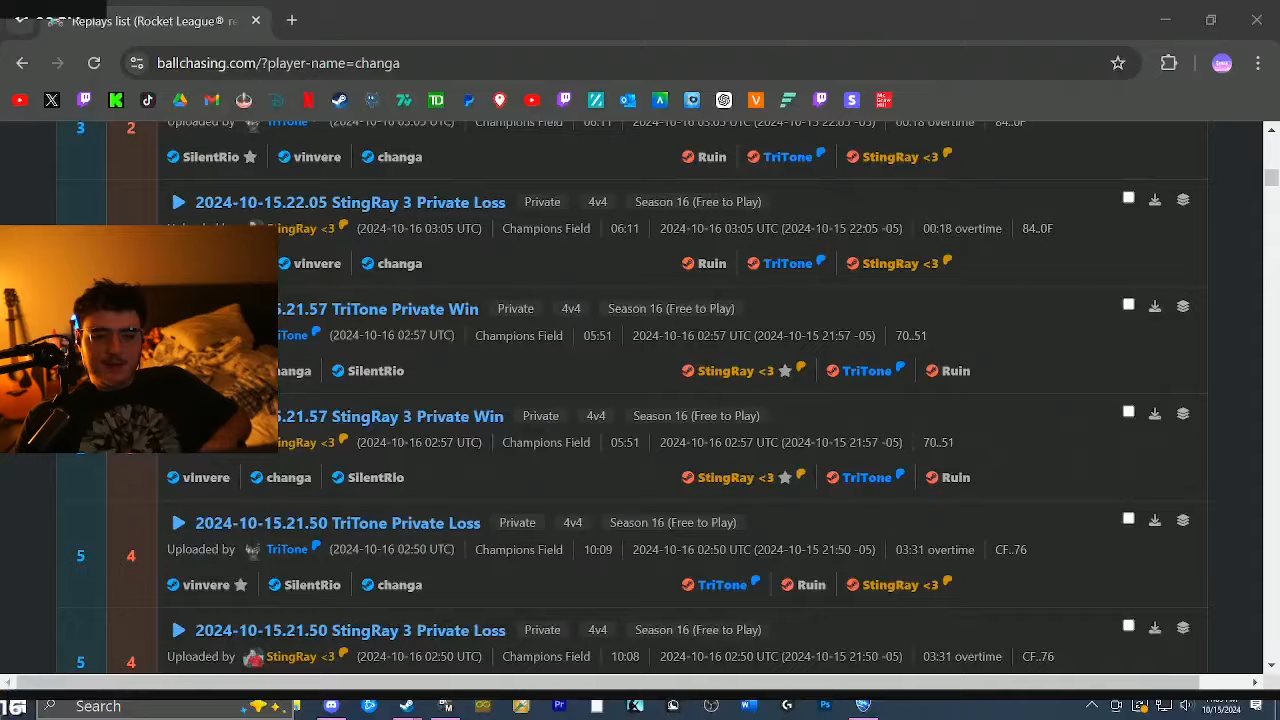 Replays list (Rocket League® re
ballchasing.com/?player-name=changa
3 2 Uploaded by TriTone (2024-10-16 03:05 UTC) Champions Field 06:11 2024-10-16 03:05 UTC (2024-10-15 22:05 -05) 00:18 overtime 84..0F
SilentRio vinvere changa Ruin TriTone StingRay <3
2024-10-15.22.05 StingRay 3 Private Loss Private 4v4 Season 16 (Free to Play)
StingRay <3 (2024-10-16 03:05 UTC) Champions Field 06:11 2024-10-16 03:05 UTC (2024-10-15 22:05 -05) 00:18 overtime 84..0F
vinvere changa Ruin TriTone StingRay <3
5.21.57 TriTone Private Win Private 4v4 Season 16 (Free to Play)
Tone (2024-10-16 02:57 UTC) Champions Field 05:51 2024-10-16 02:57 UTC (2024-10-15 21:57 -05) 70..51
anga SilentRio StingRay <3 TriTone Ruin
5.21.57 StingRay 3 Private Win Private 4v4 Season 16 (Free to Play)
ngRay <3 (2024-10-16 02:57 UTC) Champions Field 05:51 2024-10-16 02:57 UTC (2024-10-15 21:57 -05) 70..51
vinvere changa SilentRio StingRay <3 TriTone Ruin
2024-10-15.21.50 TriTone Private Loss Private 4v4 Season 16 (Free to Play)
5 4 Uploaded by TriTone (2024-10-16 02:50 UTC) Champions Field 10:09 2024-10-16 02:50 UTC (2024-10-15 21:50 -05) 03:31 overtime CF..76
vinvere SilentRio changa TriTone Ruin StingRay <3
2024-10-15.21.50 StingRay 3 Private Loss Private 4v4 Season 16 (Free to Play)
5 4 Uploaded by StingRay <3 (2024-10-16 02:50 UTC) Champions Field 10:08 2024-10-16 02:50 UTC (2024-10-15 21:50 -05) 03:31 overtime CF..76
16 Search 10/15/2024